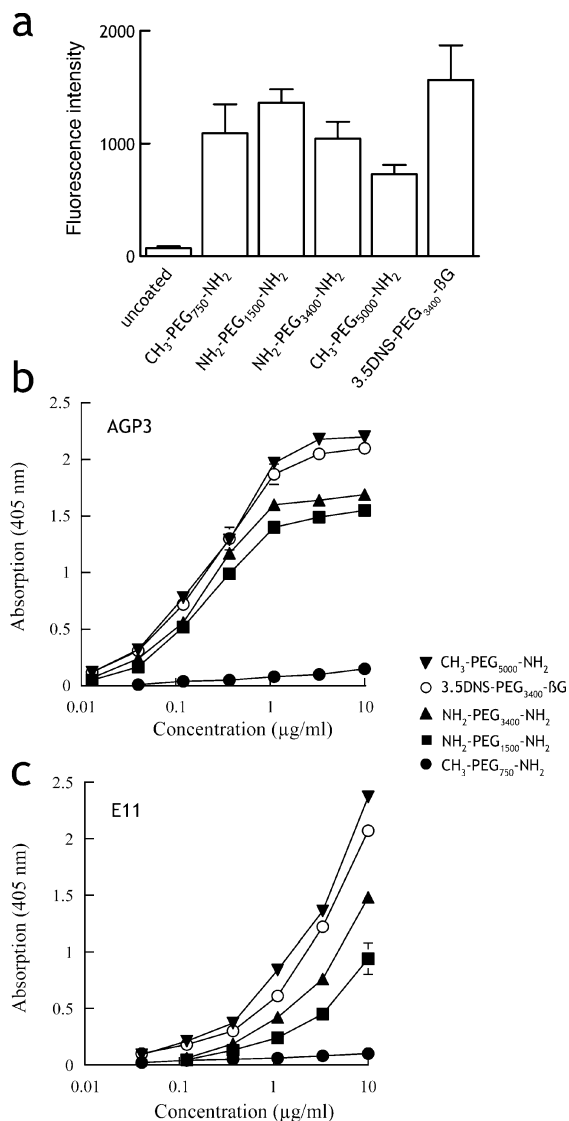 a
2000
1000
0
Fluorescence intensity
uncoated
CH₃-PEG₇₅₀-NH₂
NH₂-PEG₁₅₀₀-NH₂
NH₂-PEG₃₄₀₀-NH₂
CH₃-PEG₅₀₀₀-NH₂
3.5DNS-PEG₃₄₀₀-ßG
b
AGP3
2.5
2
1.5
1
0.5
0
Absorption (405 nm)
0.01
0.1
1
10
Concentration (µg/ml)
CH₃-PEG₅₀₀₀-NH₂
3.5DNS-PEG₃₄₀₀-ßG
NH₂-PEG₃₄₀₀-NH₂
NH₂-PEG₁₅₀₀-NH₂
CH₃-PEG₇₅₀-NH₂
c
E11
2.5
2
1.5
1
0.5
0
Absorption (405 nm)
0.01
0.1
1
10
Concentration (µg/ml)